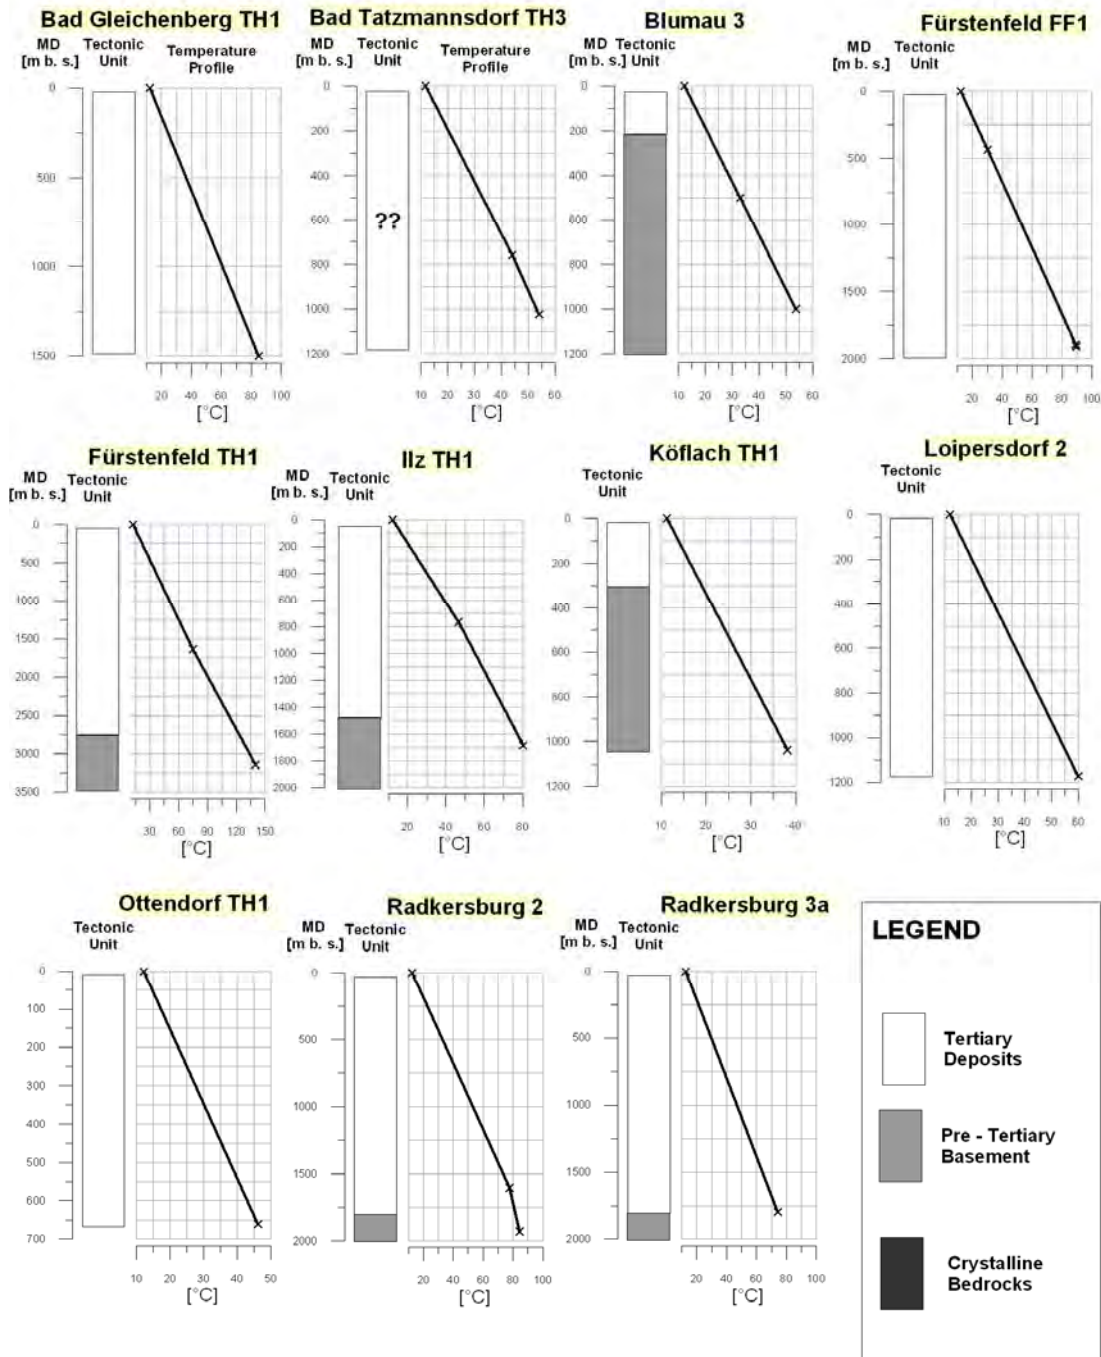 Bad Gleichenberg TH1
MD
[m b. s.]
Tectonic
Unit
Temperature
Profile
0
500
1000
1500
20 40 60 80 100
[°C]
Bad Tatzmannsdorf TH3
MD
[m b. s.]
Tectonic
Unit
Temperature
Profile
0
200
400
600
800
1000
1200
??
10 20 30 40 50 60
[°C]
Blumau 3
MD
[m b. s.]
Tectonic
Unit
0
200
400
600
800
1000
1200
10 20 30 40 50 60
[°C]
Fürstenfeld FF1
MD
[m b. s.]
Tectonic
Unit
0
500
1000
1500
2000
20 40 60 80 100
[°C]
Fürstenfeld TH1
MD
[m b. s.]
Tectonic
Unit
0
500
1000
1500
2000
2500
3000
3500
30 60 90 120 150
[°C]
Ilz TH1
MD
[m b. s.]
Tectonic
Unit
0
200
400
600
800
1000
1200
1400
1600
1800
2000
20 40 60 80
[°C]
Köflach TH1
Tectonic
Unit
0
200
400
600
800
1000
1200
10 20 30 40
[°C]
Loipersdorf 2
Tectonic
Unit
0
200
400
600
800
1000
1200
10 20 30 40 50 60
[°C]
Ottendorf TH1
Tectonic
Unit
0
100
200
300
400
500
600
700
10 20 30 40 50
[°C]
Radkersburg 2
MD
[m b. s.]
Tectonic
Unit
0
500
1000
1500
2000
20 40 60 80 100
[°C]
Radkersburg 3a
MD
[m b. s.]
Tectonic
Unit
0
500
1000
1500
2000
20 40 60 80 100
[°C]
LEGEND
Tertiary
Deposits
Pre - Tertiary
Basement
Crystalline
Bedrocks